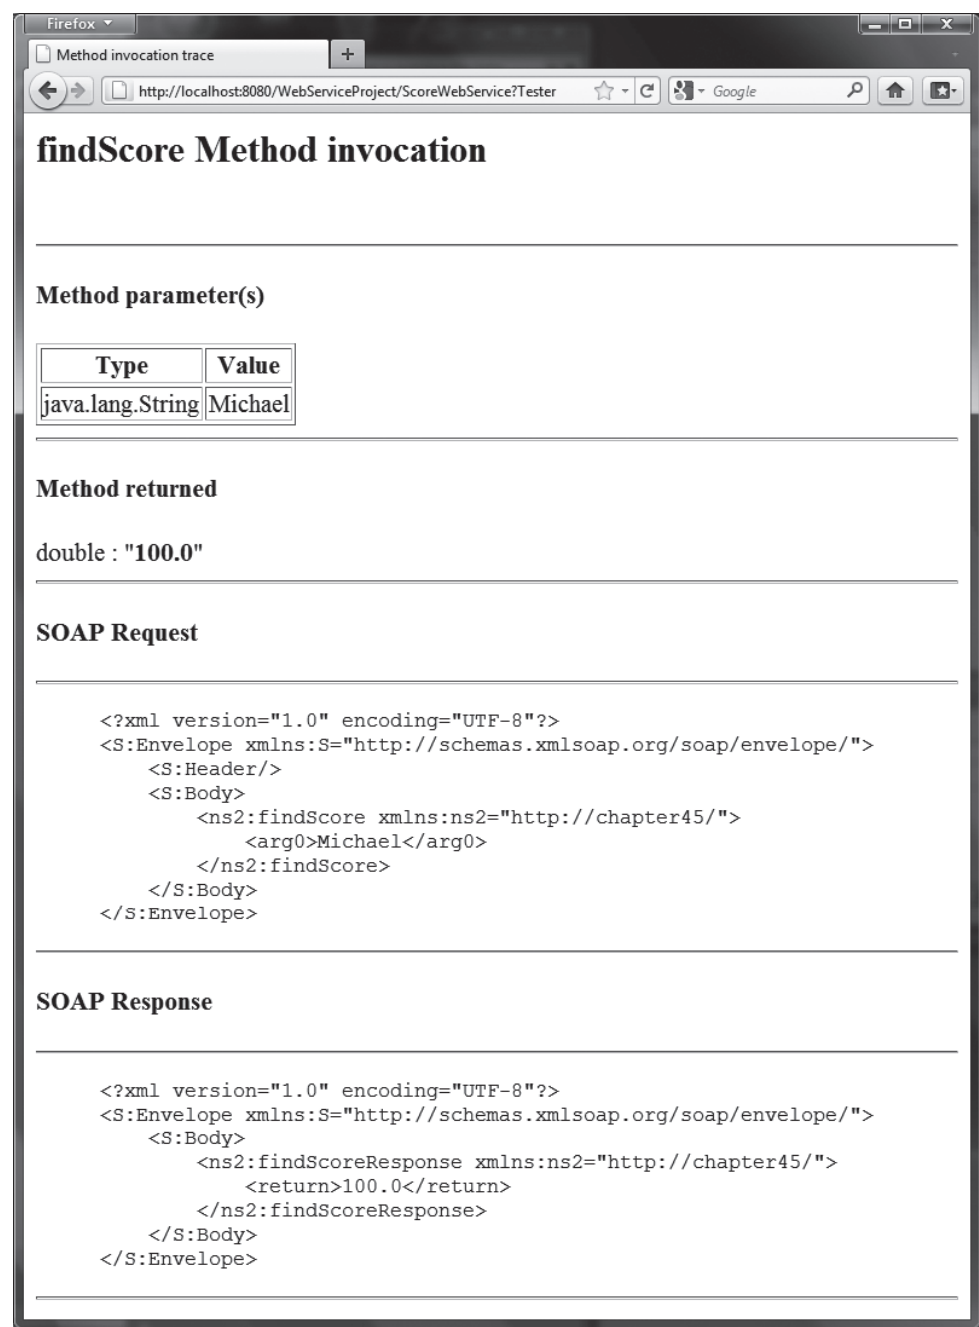 Firefox
Method invocation trace
http://localhost:8080/WebServiceProject/ScoreWebService?Tester
Google
findScore Method invocation
Method parameter(s)
Type Value
java.lang.String Michael
Method returned
double : "100.0"
SOAP Request
<?xml version="1.0" encoding="UTF-8"?>
<S:Envelope xmlns:S="http://schemas.xmlsoap.org/soap/envelope/">
    <S:Header/>
    <S:Body>
        <ns2:findScore xmlns:ns2="http://chapter45/">
            <arg0>Michael</arg0>
        </ns2:findScore>
    </S:Body>
</S:Envelope>
SOAP Response
<?xml version="1.0" encoding="UTF-8"?>
<S:Envelope xmlns:S="http://schemas.xmlsoap.org/soap/envelope/">
    <S:Body>
        <ns2:findScoreResponse xmlns:ns2="http://chapter45/">
            <return>100.0</return>
        </ns2:findScoreResponse>
    </S:Body>
</S:Envelope>